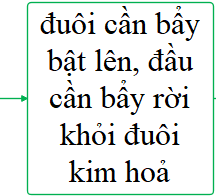 đuôi cần bẩy
bật lên, đầu
cần bẩy rời
khỏi đuôi
kim hoả